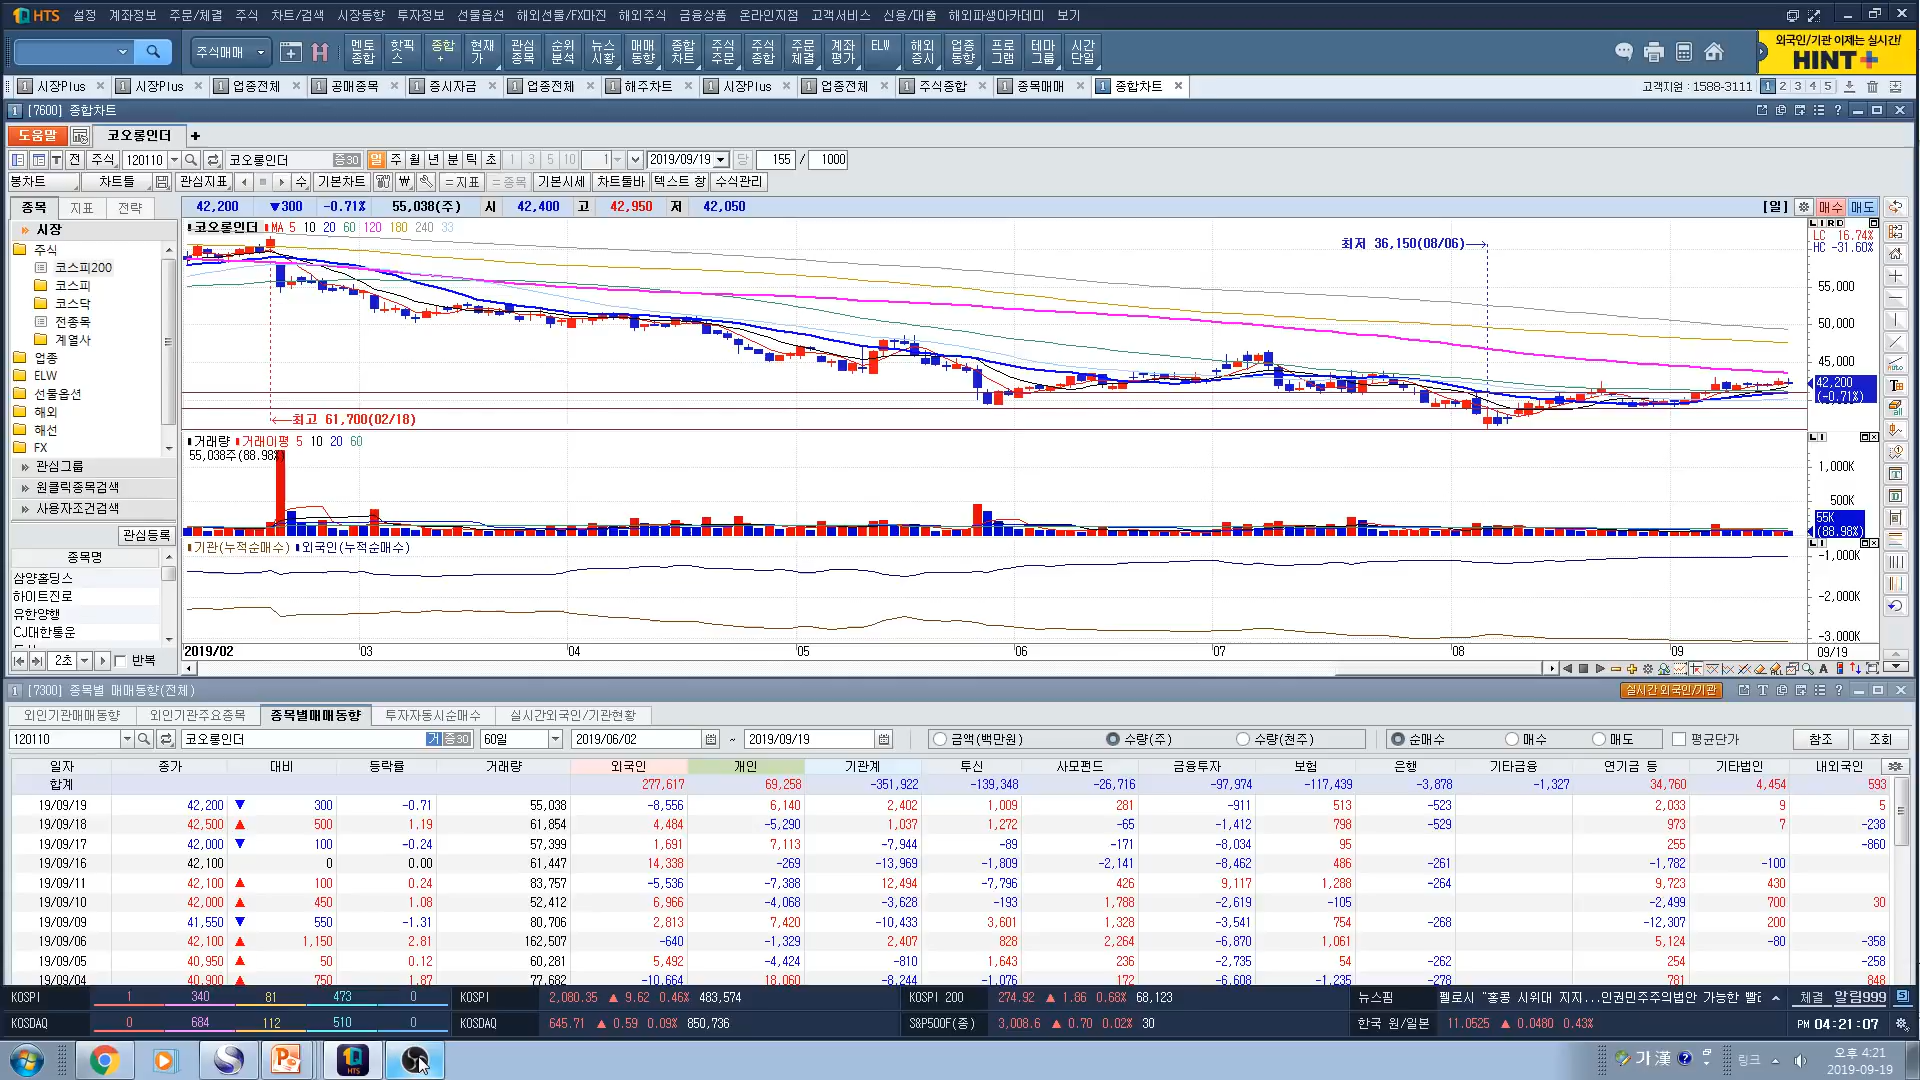 HTS 설정 계좌정보 주문/체결 주식 차트/검색 시장동향 투자정보 선물옵션 해외선물/FX마진 해외주식 금융상품 온라인지점 고객서비스 신용/대출 해외파생아카데미 보기
주식매매 멘토종합 핫픽스 종합+ 현재가 관심종목 순위분석 뉴스시황 매매동향 종합차트 주식주문 주식종합 주문체결 계좌평가 ELW 해외증시 업종동향 프로그램 테마그룹 시간단일
외국인/기관 이제는 실시간!
HINT+
1 시장Plus 1 시장Plus 1 업종전체 1 공매종목 1 증시자금 1 업종전체 1 해주차트 1 시장Plus 1 업종전체 1 주식종합 1 종목매매 1 종합차트 고객지원 : 1588-3111 1 2 3 4 5
1 [7600] 종합차트
도움말 코오롱인더 +
T 전 주식 120110 코오롱인더 증30 일 주 월 년 분 틱 초 1 3 5 10 1 2019/09/19 당 155 / 1000
봉차트 차트틀 관심지표 수 기본차트 ₩ =지표 =종목 기본시세 차트툴바 텍스트 창 수식관리
종목 지표 전략
42,200 ▼300 -0.71% 55,038(주) 시 42,400 고 42,950 저 42,050 [일] 매수 매도
시장
주식
코스피200
코스피
코스닥
전종목
계열사
업종
ELW
선물옵션
해외
해선
FX
관심그룹
원클릭종목검색
사용자조건검색
관심등록
종목명
삼양홀딩스
하이트진로
유한양행
CJ대한통운
2초 반복
코오롱인더 MA 5 10 20 60 120 180 240 33
최저 36,150(08/06)
LC 16.74%
HC -31.60%
55,000
50,000
45,000
42,200
(-0.71%)
최고 61,700(02/18)
거래량 거래이평 5 10 20 60
55,038주(88.98%)
1,000K
500K
55K
(88.98%)
기관(누적순매수) 외국인(누적순매수)
-1,000K
-2,000K
-3,000K
2019/02 03 04 05 06 07 08 09 09/19
1 [7300] 종목별 매매동향(전체) 실시간 외국인/기관
외인기관매매동향 외인기관주요종목 종목별매매동향 투자자동시순매수 실시간외국인/기관현황
120110 코오롱인더 거 증30 60일 2019/06/02 ~ 2019/09/19 금액(백만원) 수량(주) 수량(천주) 순매수 매수 매도 평균단가 참조 조회
일자 종가 대비 등락률 거래량 외국인 개인 기관계 투신 사모펀드 금융투자 보험 은행 기타금융 연기금 등 기타법인 내외국인
합계 277,617 69,258 -351,922 -139,348 -26,716 -97,974 -117,439 -3,878 -1,327 34,760 4,454 593
19/09/19 42,200 ▼ 300 -0.71 55,038 -8,556 6,140 2,402 1,009 281 -911 513 -523 2,033 9 5
19/09/18 42,500 ▲ 500 1.19 61,854 4,484 -5,290 1,037 1,272 -65 -1,412 798 -529 973 7 -238
19/09/17 42,000 ▼ 100 -0.24 57,399 1,691 7,113 -7,944 -89 -171 -8,034 95 255 -860
19/09/16 42,100 0 0.00 61,447 14,338 -269 -13,969 -1,809 -2,141 -8,462 486 -261 -1,782 -100
19/09/11 42,100 ▲ 100 0.24 83,757 -5,536 -7,388 12,494 -7,796 426 9,117 1,288 -264 9,723 430
19/09/10 42,000 ▲ 450 1.08 52,412 6,966 -4,068 -3,628 -193 1,788 -2,619 -105 -2,499 700 30
19/09/09 41,550 ▼ 550 -1.31 80,706 2,813 7,420 -10,433 3,601 1,328 -3,541 754 -268 -12,307 200
19/09/06 42,100 ▲ 1,150 2.81 162,507 -640 -1,329 2,407 828 2,264 -6,870 1,061 5,124 -80 -358
19/09/05 40,950 ▲ 50 0.12 60,281 5,492 -4,424 -810 1,643 236 -2,735 54 -262 254 -258
19/09/04 40,900 ▲ 750 1.87 77,682 -10,664 18,060 -8,244 -1,076 172 -6,608 -1,235 -278 781 848
KOSPI 1 340 81 473 0 KOSPI 2,080.35 ▲ 9.62 0.46% 483,574 KOSPI 200 274.92 ▲ 1.86 0.68% 68,123 뉴스핌 펠로시 "홍콩 시위대 지지...인권민주주의법안 가능한 빨리 체결 알림999
KOSDAQ 0 684 112 510 0 KOSDAQ 645.71 ▲ 0.59 0.09% 850,736 S&P500F(종) 3,008.6 ▲ 0.70 0.02% 30 한국 원/일본 11.0525 ▲ 0.0480 0.43% PM 04:21:07
가 漢 링크 오후 4:21
2019-09-19